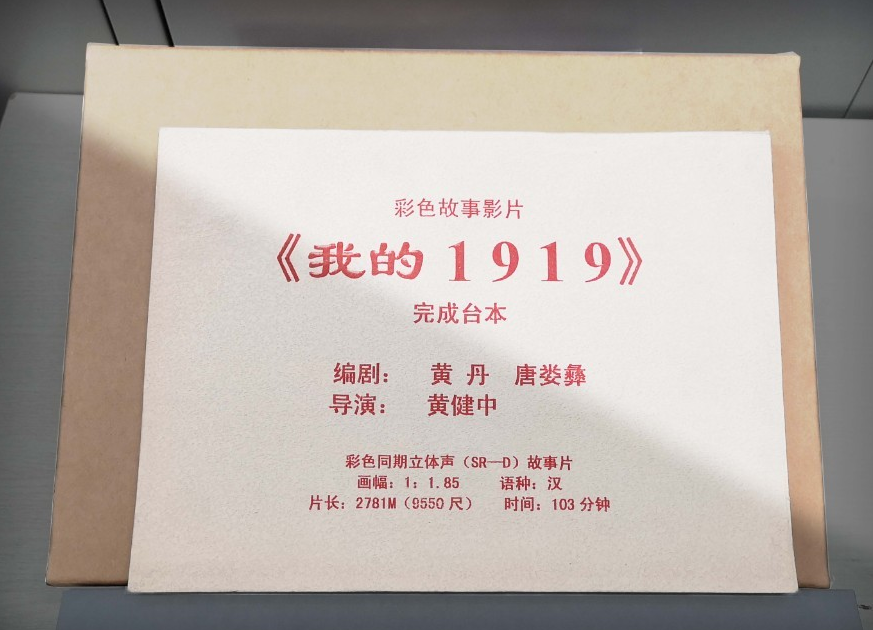 彩色故事影片
《我的1919》
完成台本
编剧： 黄 丹 唐娄彝
导演： 黄健中
彩色同期立体声（SR—D）故事片
画幅：1：1.85 语种：汉
片长：2781M（9550尺） 时间：103分钟